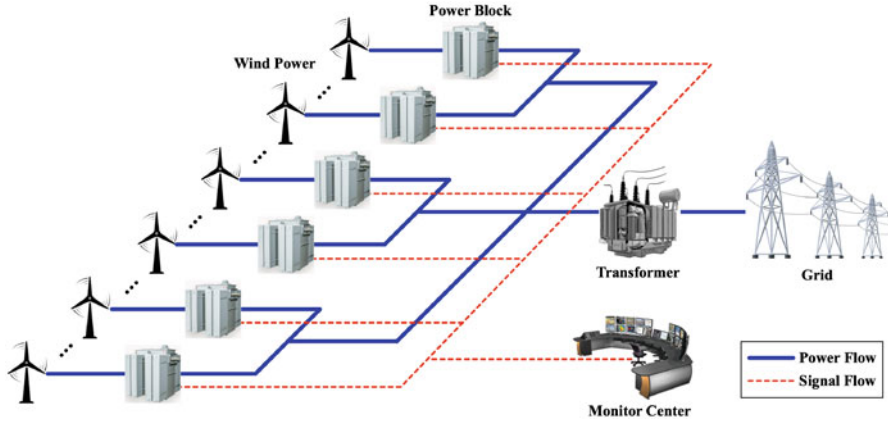 Power Block
Wind Power
Transformer
Grid
Monitor Center
Power Flow
Signal Flow